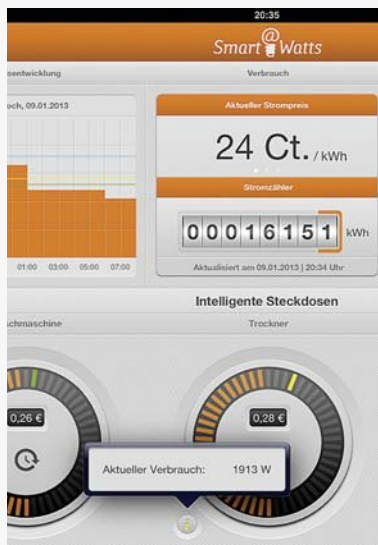 20:35
Smart@Watts
sentwicklung
Verbrauch
och, 09.01.2013
Aktueller Strompreis
24 Ct. / kWh
Stromzähler
00016151 kWh
01:00 03:00 05:00 07:00
Aktualisiert am 09.01.2013 | 20:34 Uhr
Intelligente Steckdosen
chmaschine
Trockner
0,26 €
0,28 €
Aktueller Verbrauch: 1913 W